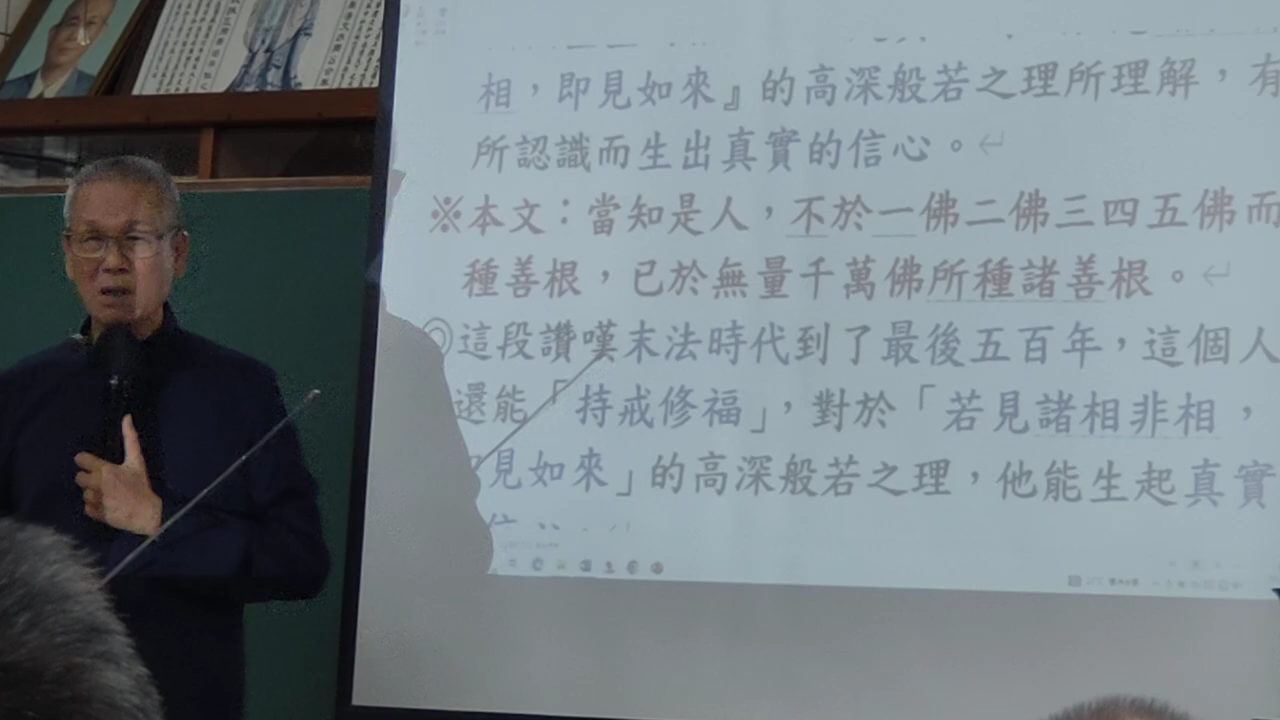 相，即見如來』的高深般若之理所理解，有
所認識而生出真實的信心。
※本文：當知是人，不於一佛二佛三四五佛而
種善根，已於無量千萬佛所種諸善根。
◎這段讚嘆末法時代到了最後五百年，這個人
還能「持戒修福」，對於「若見諸相非相，
見如來」的高深般若之理，他能生起真實